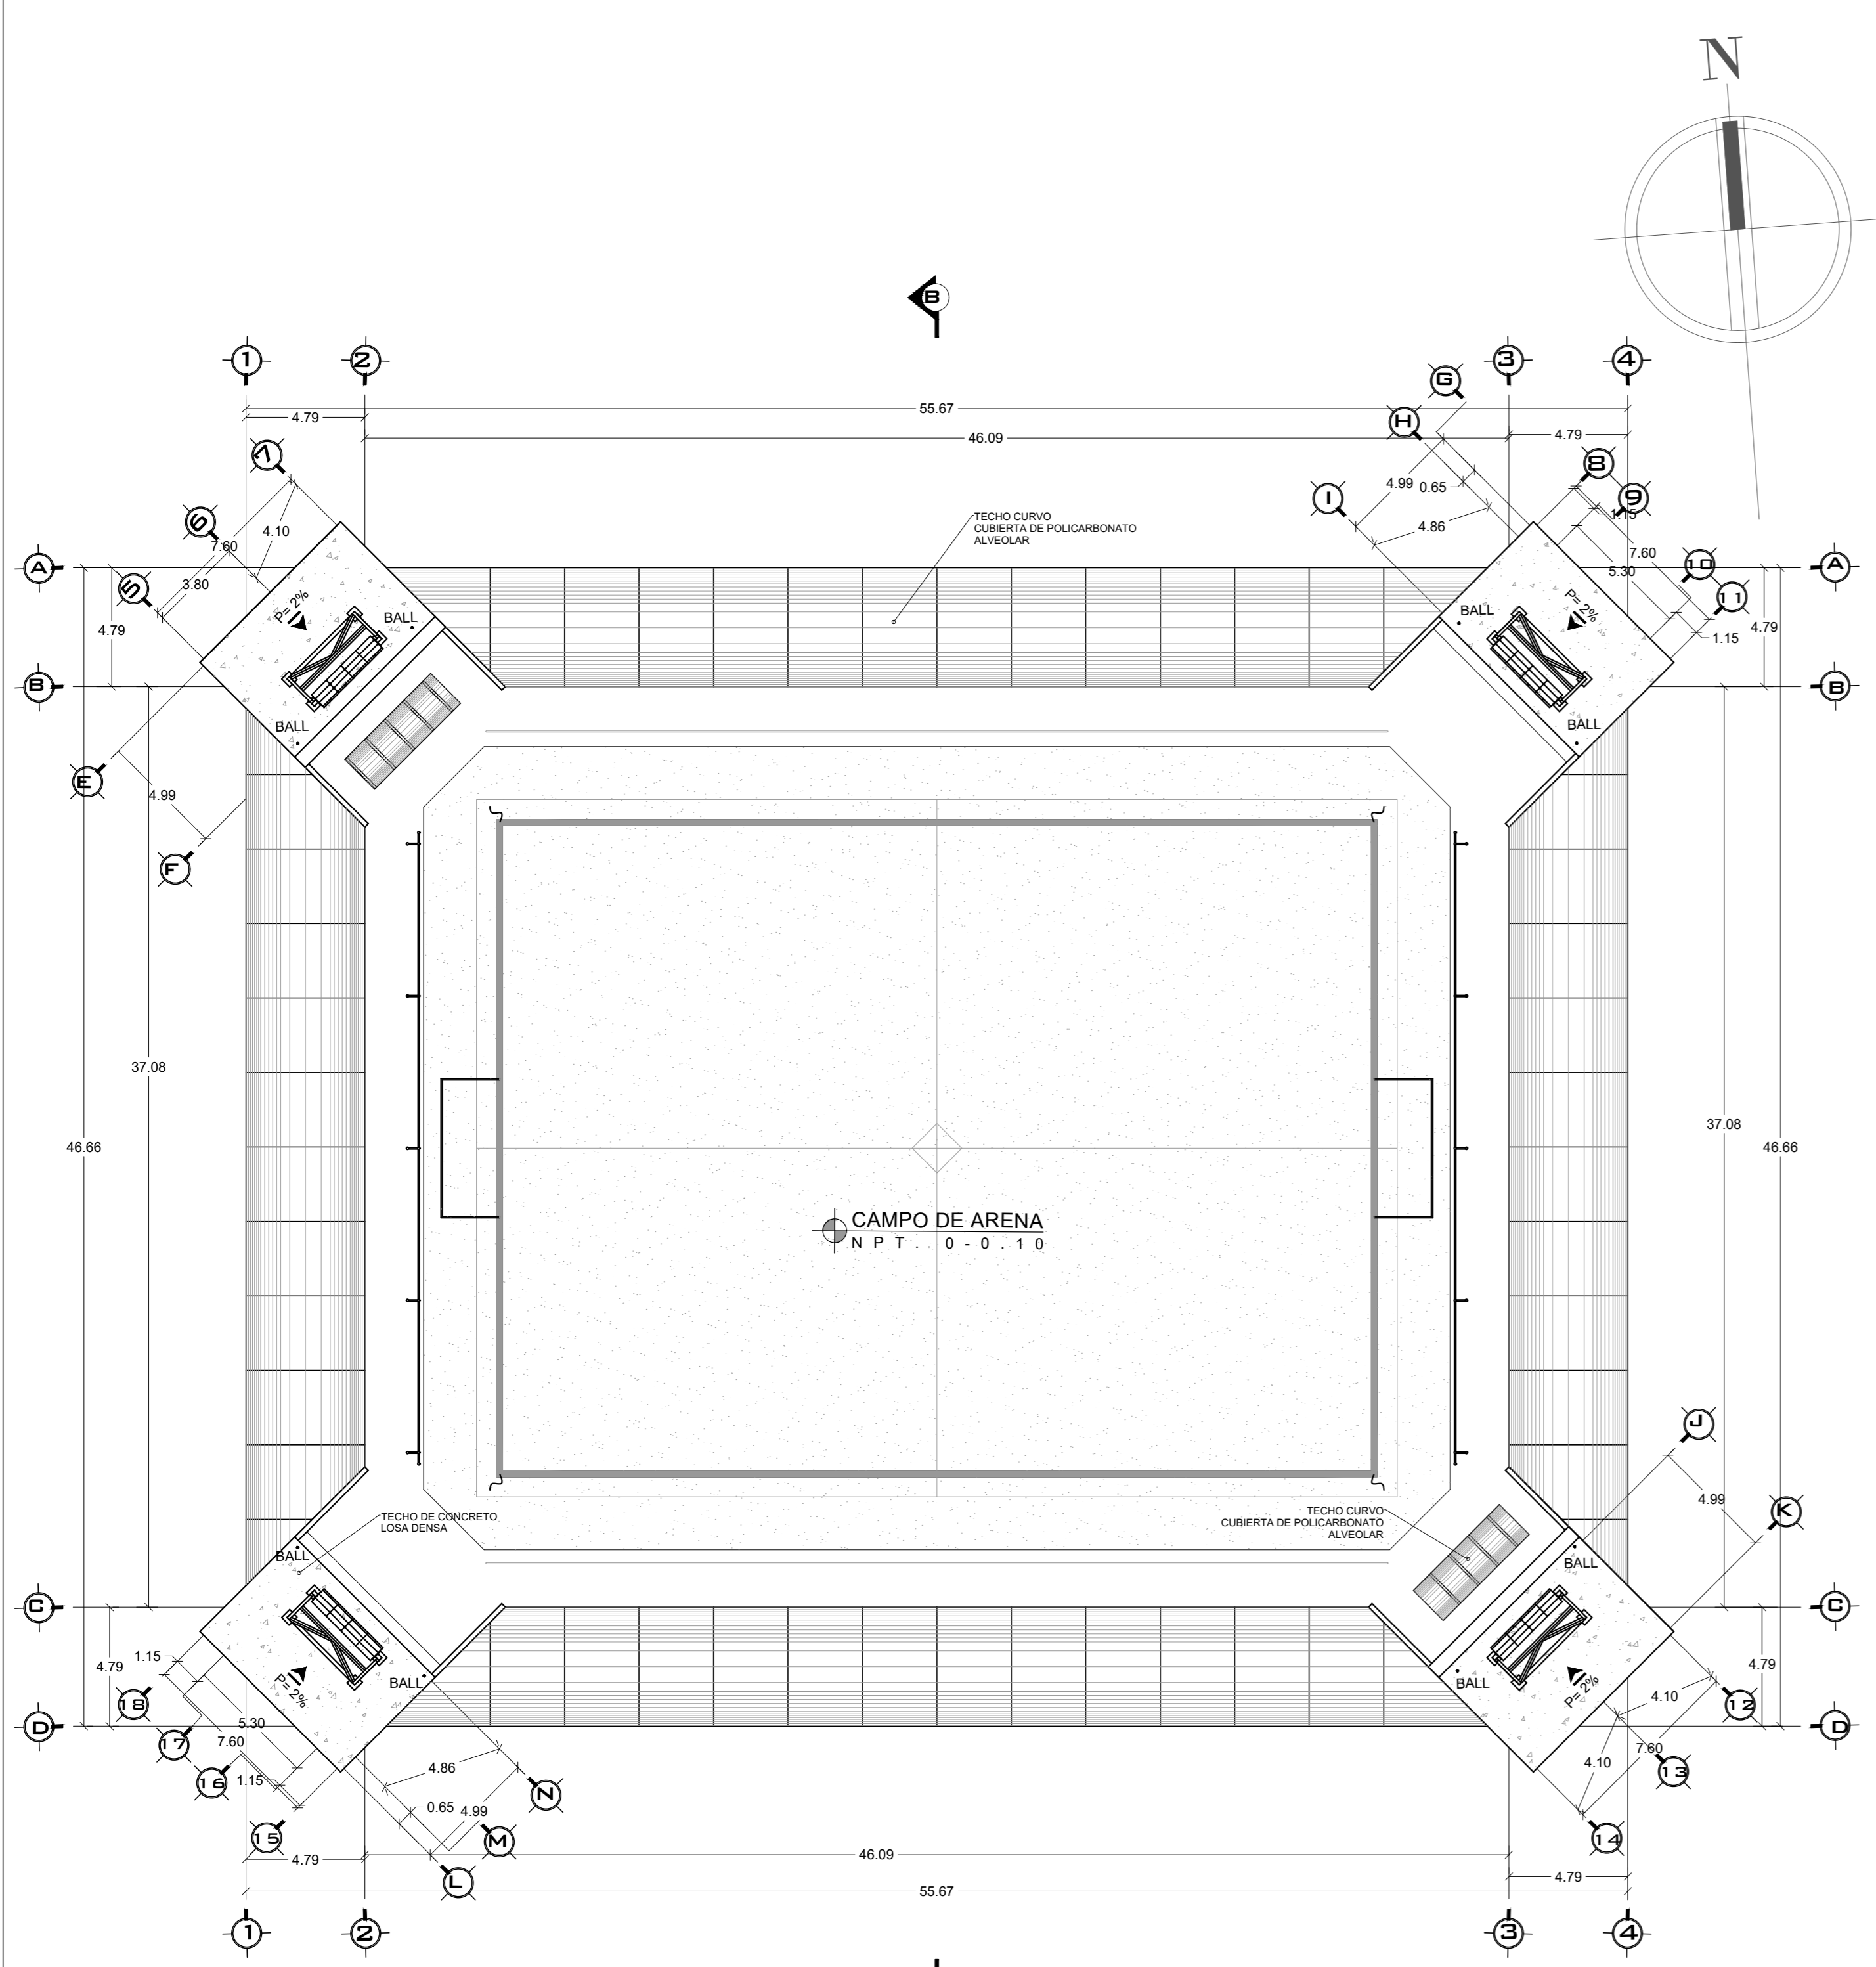 N
B
1
2
3
4
G
H
I
55.67
4.79
46.09
4.79
7
6
5
4.10
7.60
3.80
4.99
0.65
4.86
8
9
1.15
7.60
5.30
10
11
1.15
TECHO CURVO
CUBIERTA DE POLICARBONATO
ALVEOLAR
A
A
4.79
4.79
B
B
P= 2%
BALL
BALL
P= 2%
BALL
BALL
E
4.99
F
37.08
46.66
37.08
46.66
CAMPO DE ARENA
NPT. 0-0.10
J
4.99
K
TECHO DE CONCRETO
LOSA DENSA
TECHO CURVO
CUBIERTA DE POLICARBONATO
ALVEOLAR
BALL
BALL
P= 2%
BALL
BALL
P= 2%
C
C
4.79
4.79
D
D
1.15
18
17
16
15
5.30
7.60
1.15
4.86
0.65
4.99
N
M
L
4.10
12
7.60
4.10
13
14
4.79
46.09
4.79
55.67
1
2
3
4